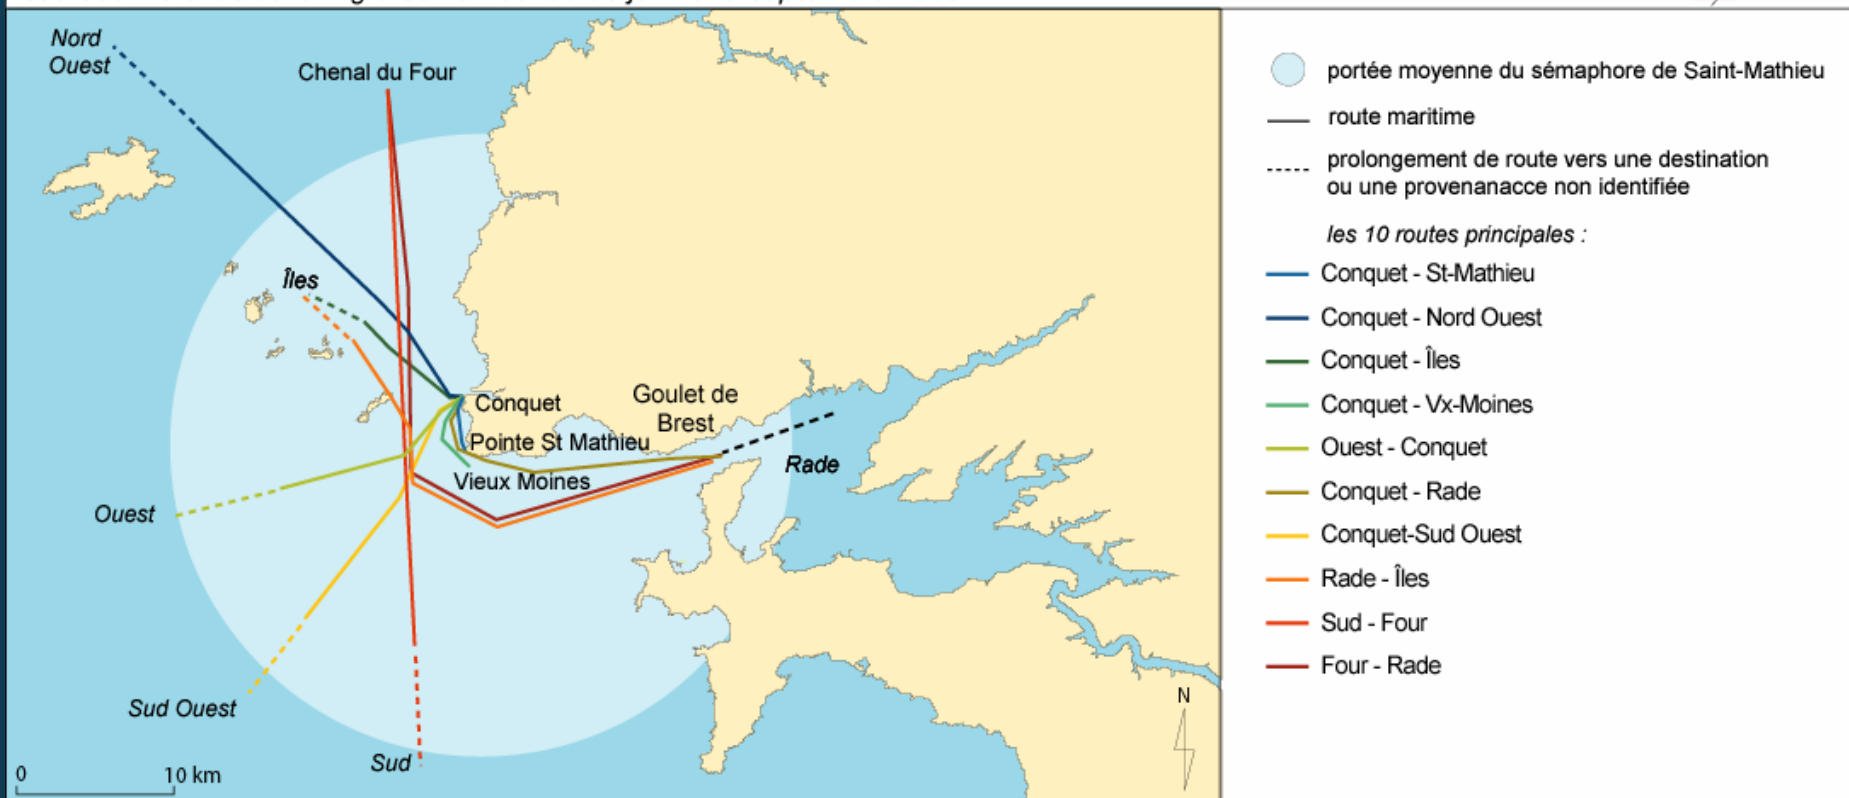 Nord
Ouest
Chenal du Four
Îles
Conquet
Goulet de
Brest
Pointe St Mathieu
Rade
Vieux Moines
Ouest
Sud Ouest
Sud
0
10 km
N
portée moyenne du sémaphore de Saint-Mathieu
route maritime
prolongement de route vers une destination
ou une provenanacce non identifiée
les 10 routes principales :
Conquet - St-Mathieu
Conquet - Nord Ouest
Conquet - Îles
Conquet - Vx-Moines
Ouest - Conquet
Conquet - Rade
Conquet-Sud Ouest
Rade - Îles
Sud - Four
Four - Rade